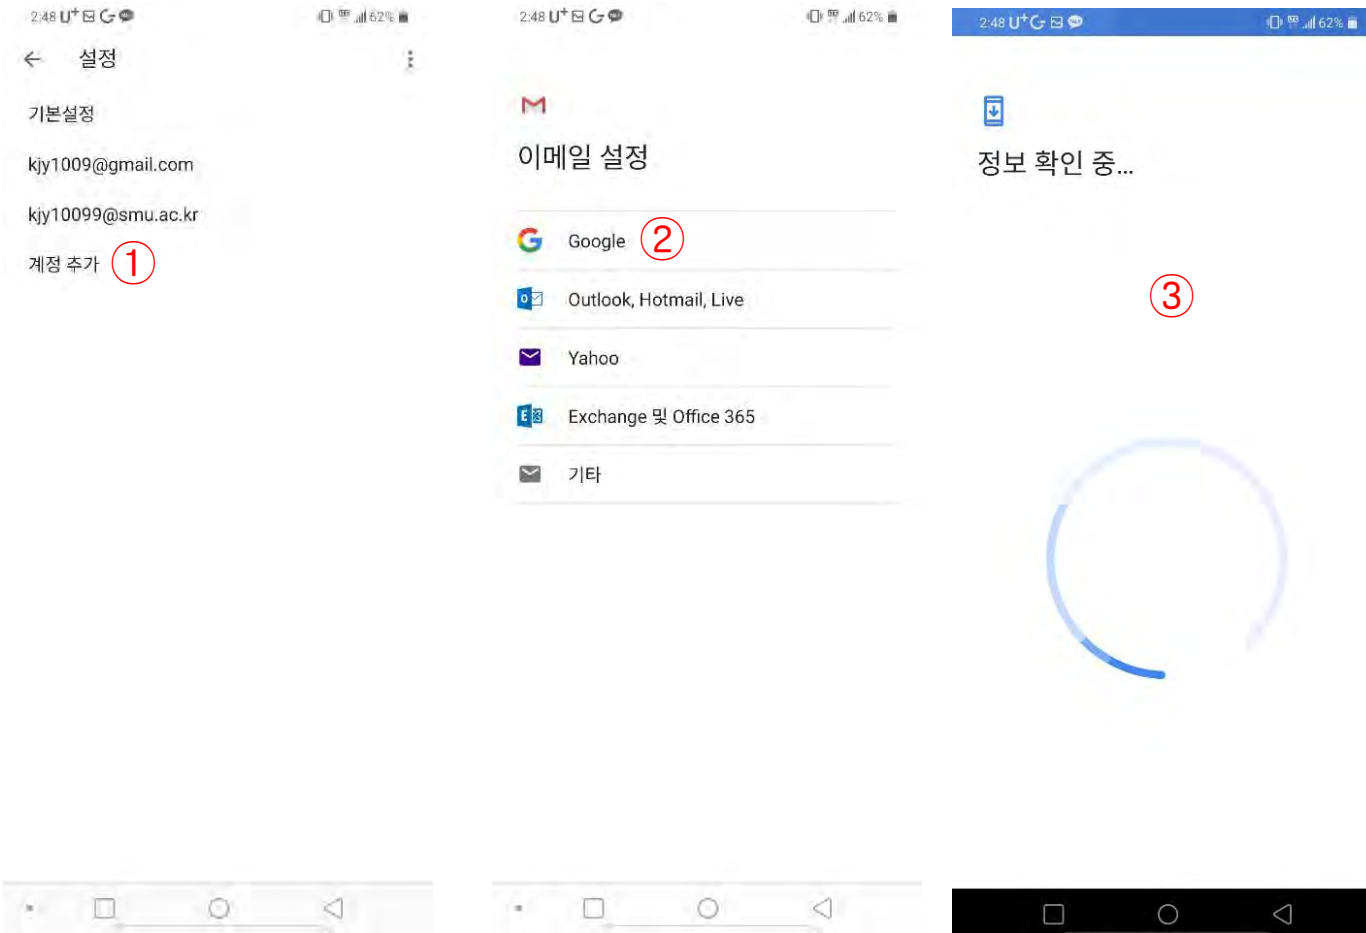 2:48 U+ 62%
설정
기본설정
kjy1009@gmail.com
kjy10099@smu.ac.kr
계정 추가 ①
2:48 U+ 62%
이메일 설정
Google ②
Outlook, Hotmail, Live
Yahoo
Exchange 및 Office 365
기타
2:48 U+ 62%
정보 확인 중...
③